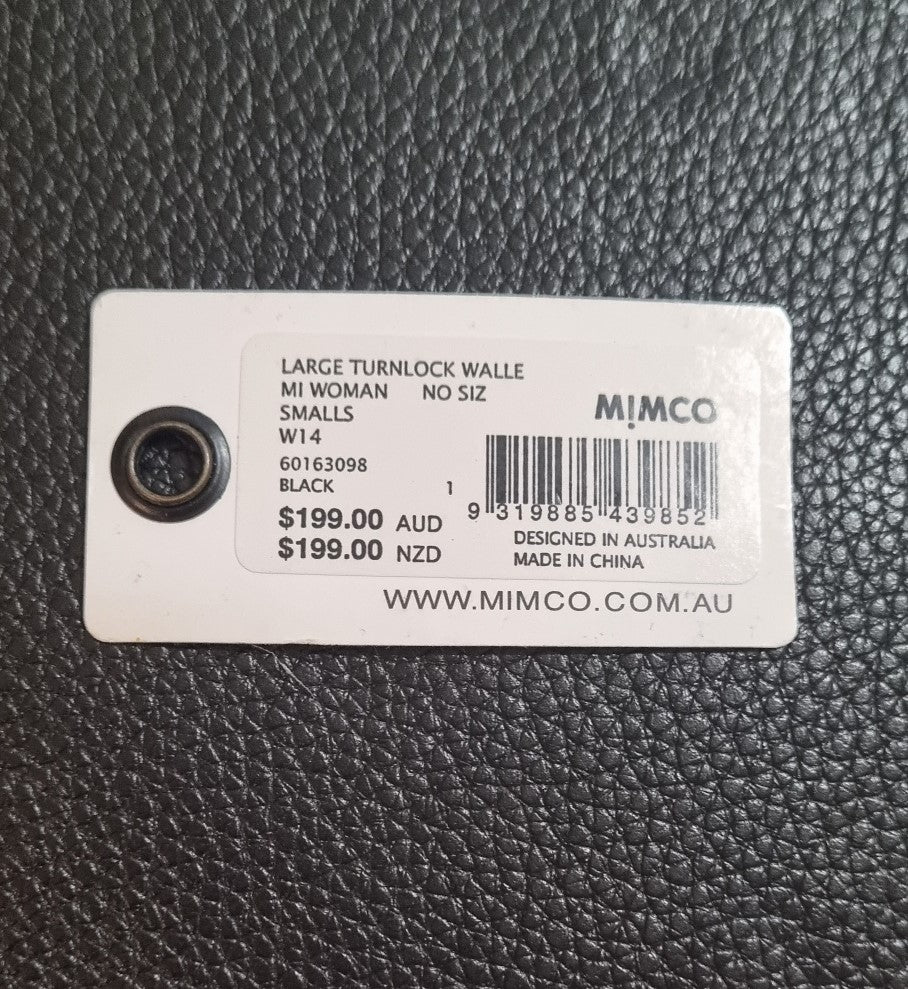 LARGE TURNLOCK WALLE
MI WOMAN NO SIZ
SMALLS
W14
60163098
BLACK 1
$199.00 AUD
$199.00 NZD
M!MCO
9 319885 439852
DESIGNED IN AUSTRALIA
MADE IN CHINA
WWW.MIMCO.COM.AU